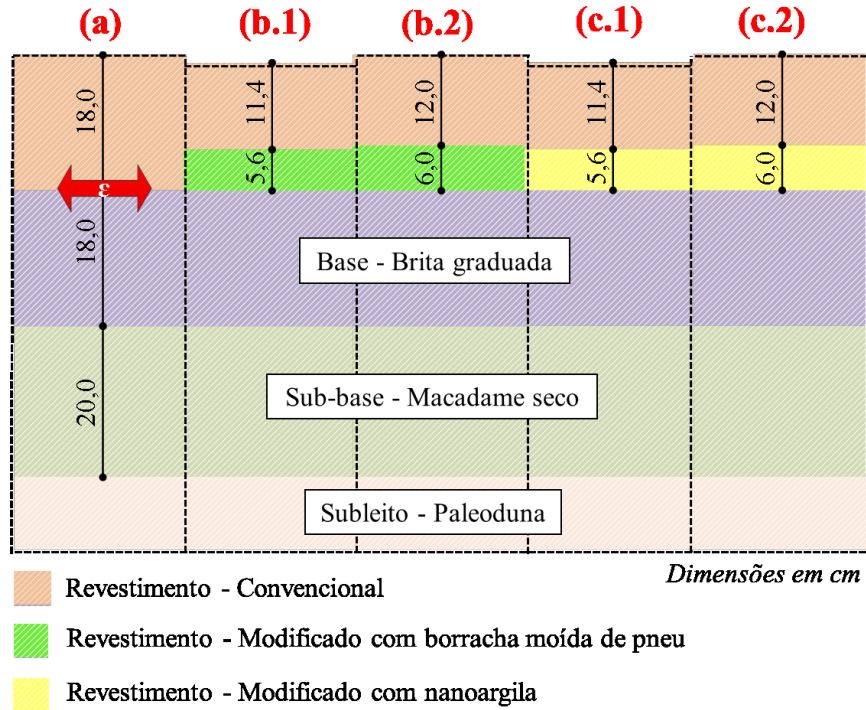 (a)
(b.1)
(b.2)
(c.1)
(c.2)
18,0
11,4
12,0
11,4
12,0
5,6
6,0
5,6
6,0
ε
18,0
Base - Brita graduada
20,0
Sub-base - Macadame seco
Subleito - Paleoduna
Dimensões em cm
Revestimento - Convencional
Revestimento - Modificado com borracha moída de pneu
Revestimento - Modificado com nanoargila